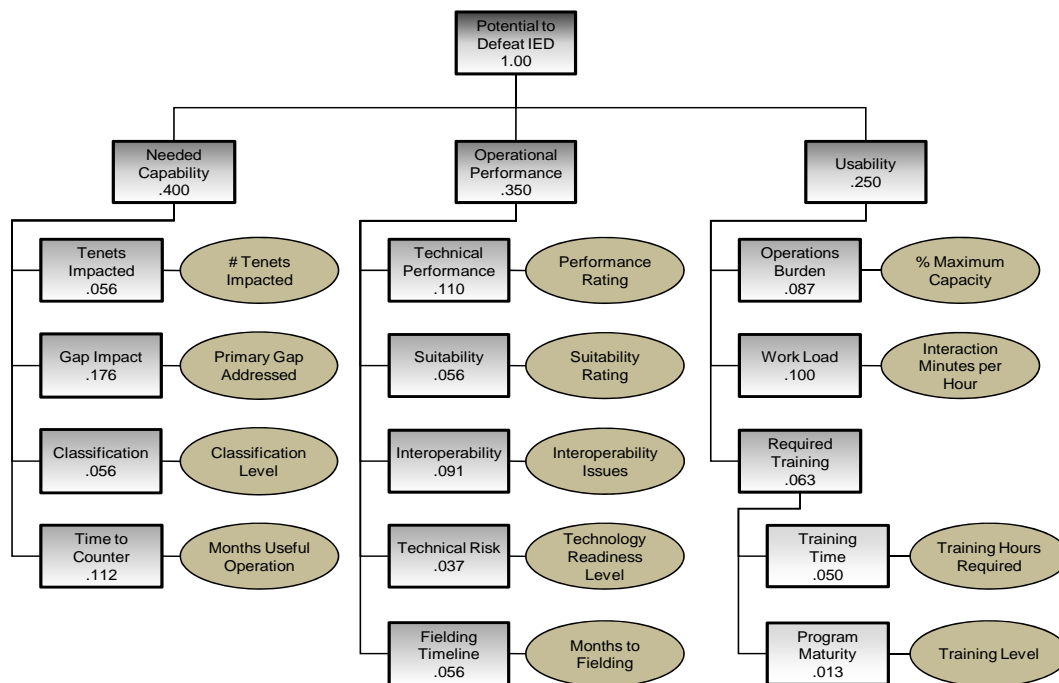 Potential to
Defeat IED
1.00
Needed
Capability
.400
Operational
Performance
.350
Usability
.250
Tenets
Impacted
.056
# Tenets
Impacted
Gap Impact
.176
Primary Gap
Addressed
Classification
.056
Classification
Level
Time to
Counter
.112
Months Useful
Operation
Technical
Performance
.110
Performance
Rating
Suitability
.056
Suitability
Rating
Interoperability
.091
Interoperability
Issues
Technical Risk
.037
Technology
Readiness
Level
Fielding
Timeline
.056
Months to
Fielding
Operations
Burden
.087
% Maximum
Capacity
Work Load
.100
Interaction
Minutes per
Hour
Required
Training
.063
Training
Time
.050
Training Hours
Required
Program
Maturity
.013
Training Level